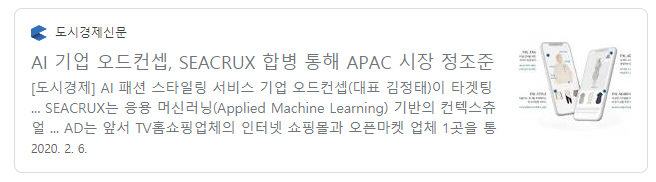 도시경제신문
AI 기업 오드컨셉, SEACRUX 합병 통해 APAC 시장 정조준
[도시경제] AI 패션 스타일링 서비스 기업 오드컨셉(대표 김정태)이 타겟팅
... SEACRUX는 응용 머신러닝(Applied Machine Learning) 기반의 컨텍스츄
얼 ... AD는 앞서 TV홈쇼핑업체의 인터넷 쇼핑몰과 오픈마켓 업체 1곳을 통
2020. 2. 6.